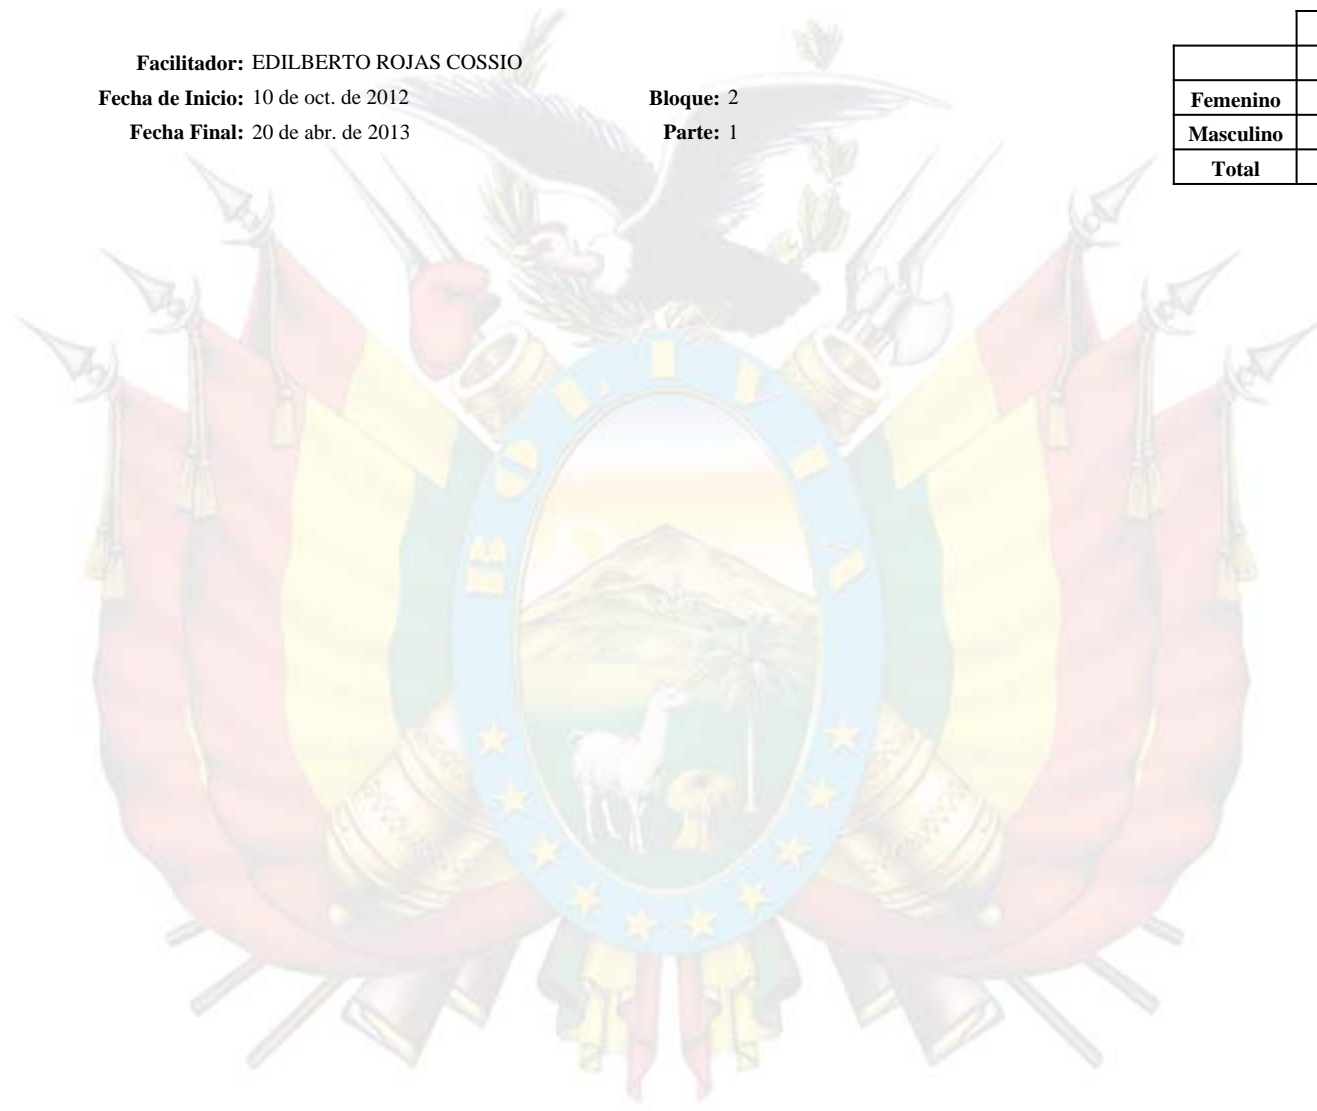 Facilitador: EDILBERTO ROJAS COSSIO
Fecha de Inicio: 10 de oct. de 2012 Bloque: 2
Fecha Final: 20 de abr. de 2013 Parte: 1
Femenino
Masculino
Total
BOLIVIA